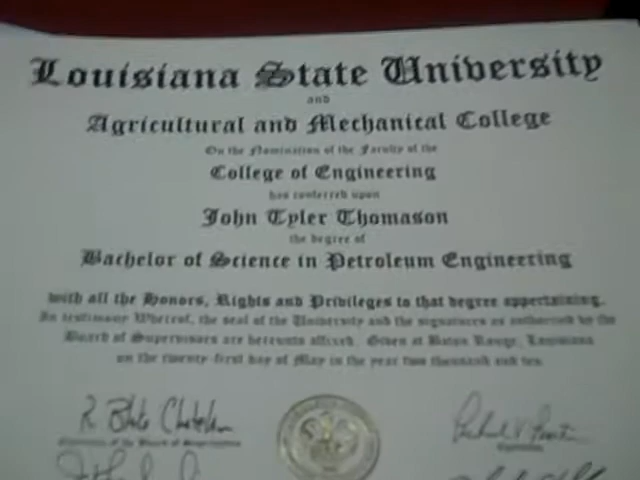 Louisiana State University
and
Agricultural and Mechanical College
On the Nomination of the Faculty of the
College of Engineering
has conferred upon
John Tyler Thomason
the degree of
Bachelor of Science in Petroleum Engineering
with all the Honors, Rights and Privileges to that degree appertaining.
In testimony Whereof, the seal of the University and the signatures as authorized by the
Board of Supervisors are hereunto affixed. Given at Baton Rouge, Louisiana
on the twenty-first day of May in the year two thousand and ten.